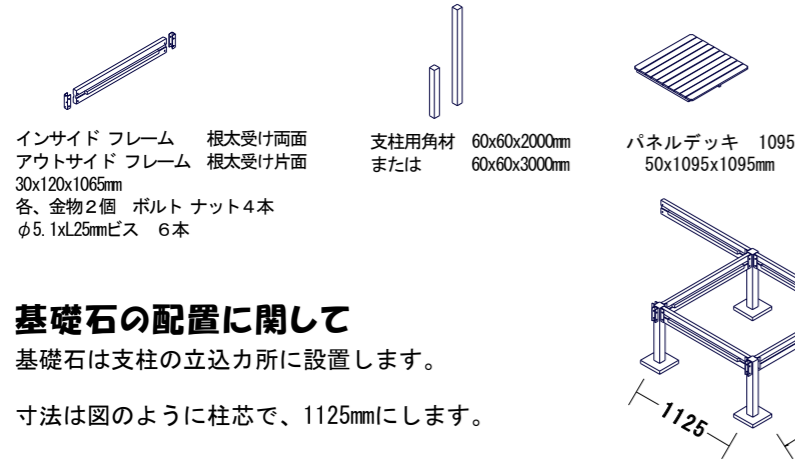 インサイド フレーム　根太受け両面
アウトサイド フレーム　根太受け片面
30x120x1065mm
各、金物２個　ボルト ナット４本
φ5.1xL25mmビス　６本
支柱用角材　60x60x2000mm
または　60x60x3000mm
パネルデッキ　1095
50x1095x1095mm
基礎石の配置に関して
基礎石は支柱の立込カ所に設置します。
寸法は図のように柱芯で、1125mmにします。
1125